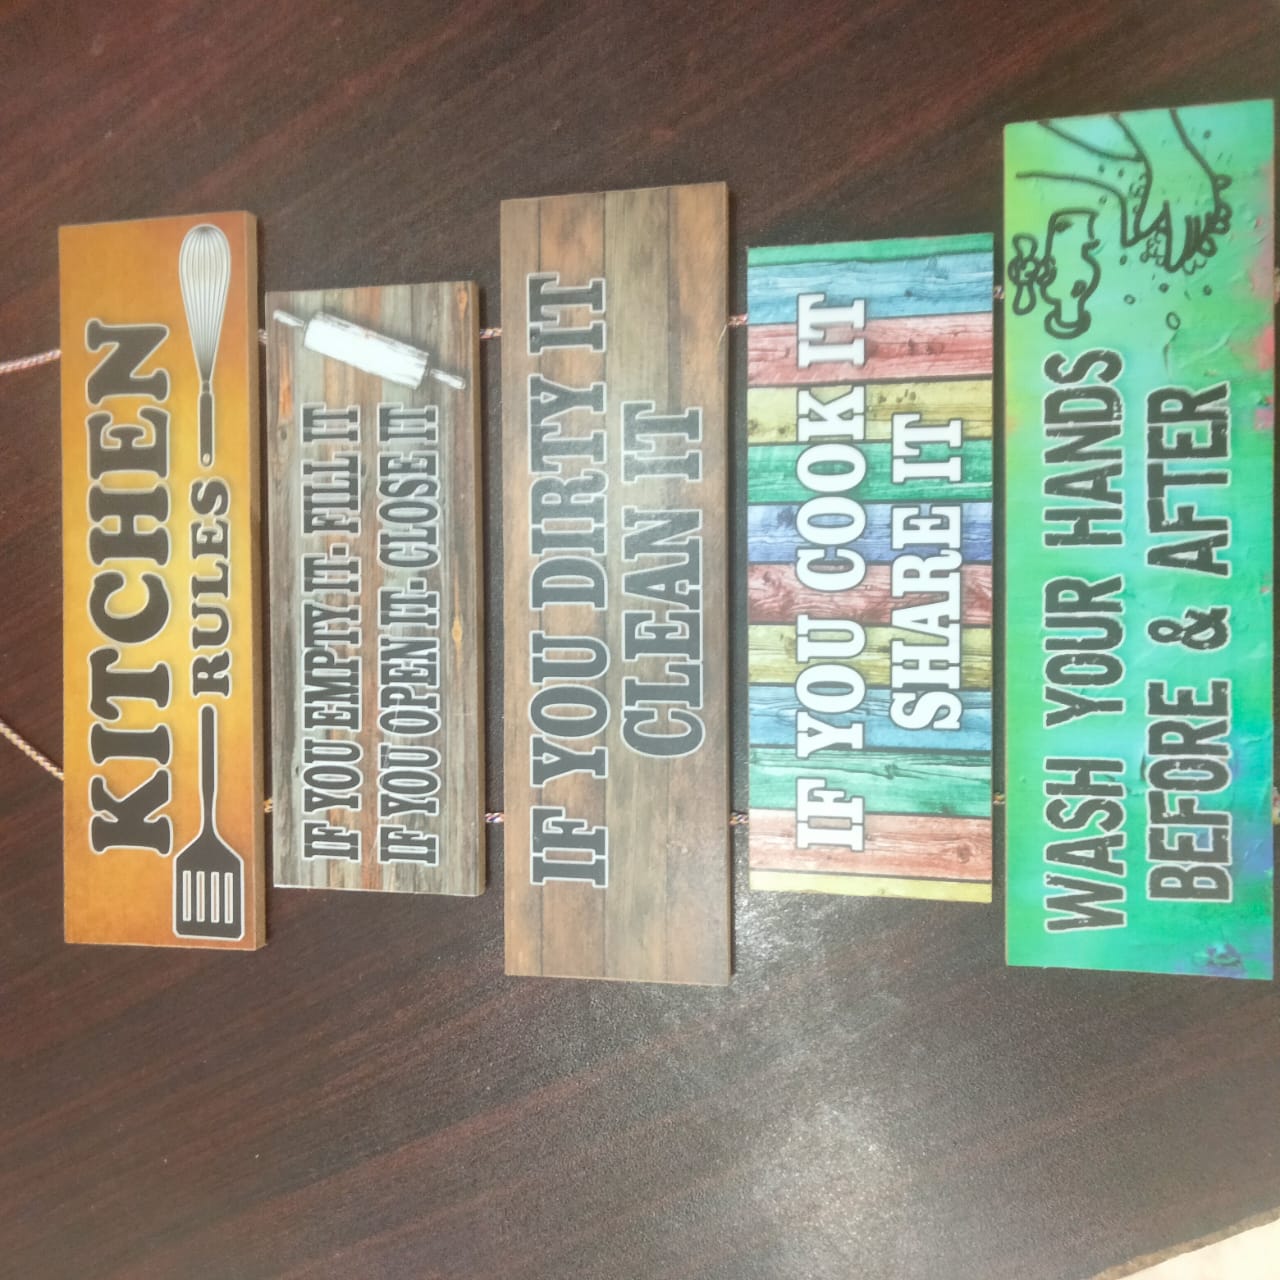 KITCHEN
RULES
IF YOU EMPTY IT- FILL IT
IF YOU OPEN IT- CLOSE IT
IF YOU DIRTY IT
CLEAN IT
IF YOU COOK IT
SHARE IT
WASH YOUR HANDS
BEFORE & AFTER